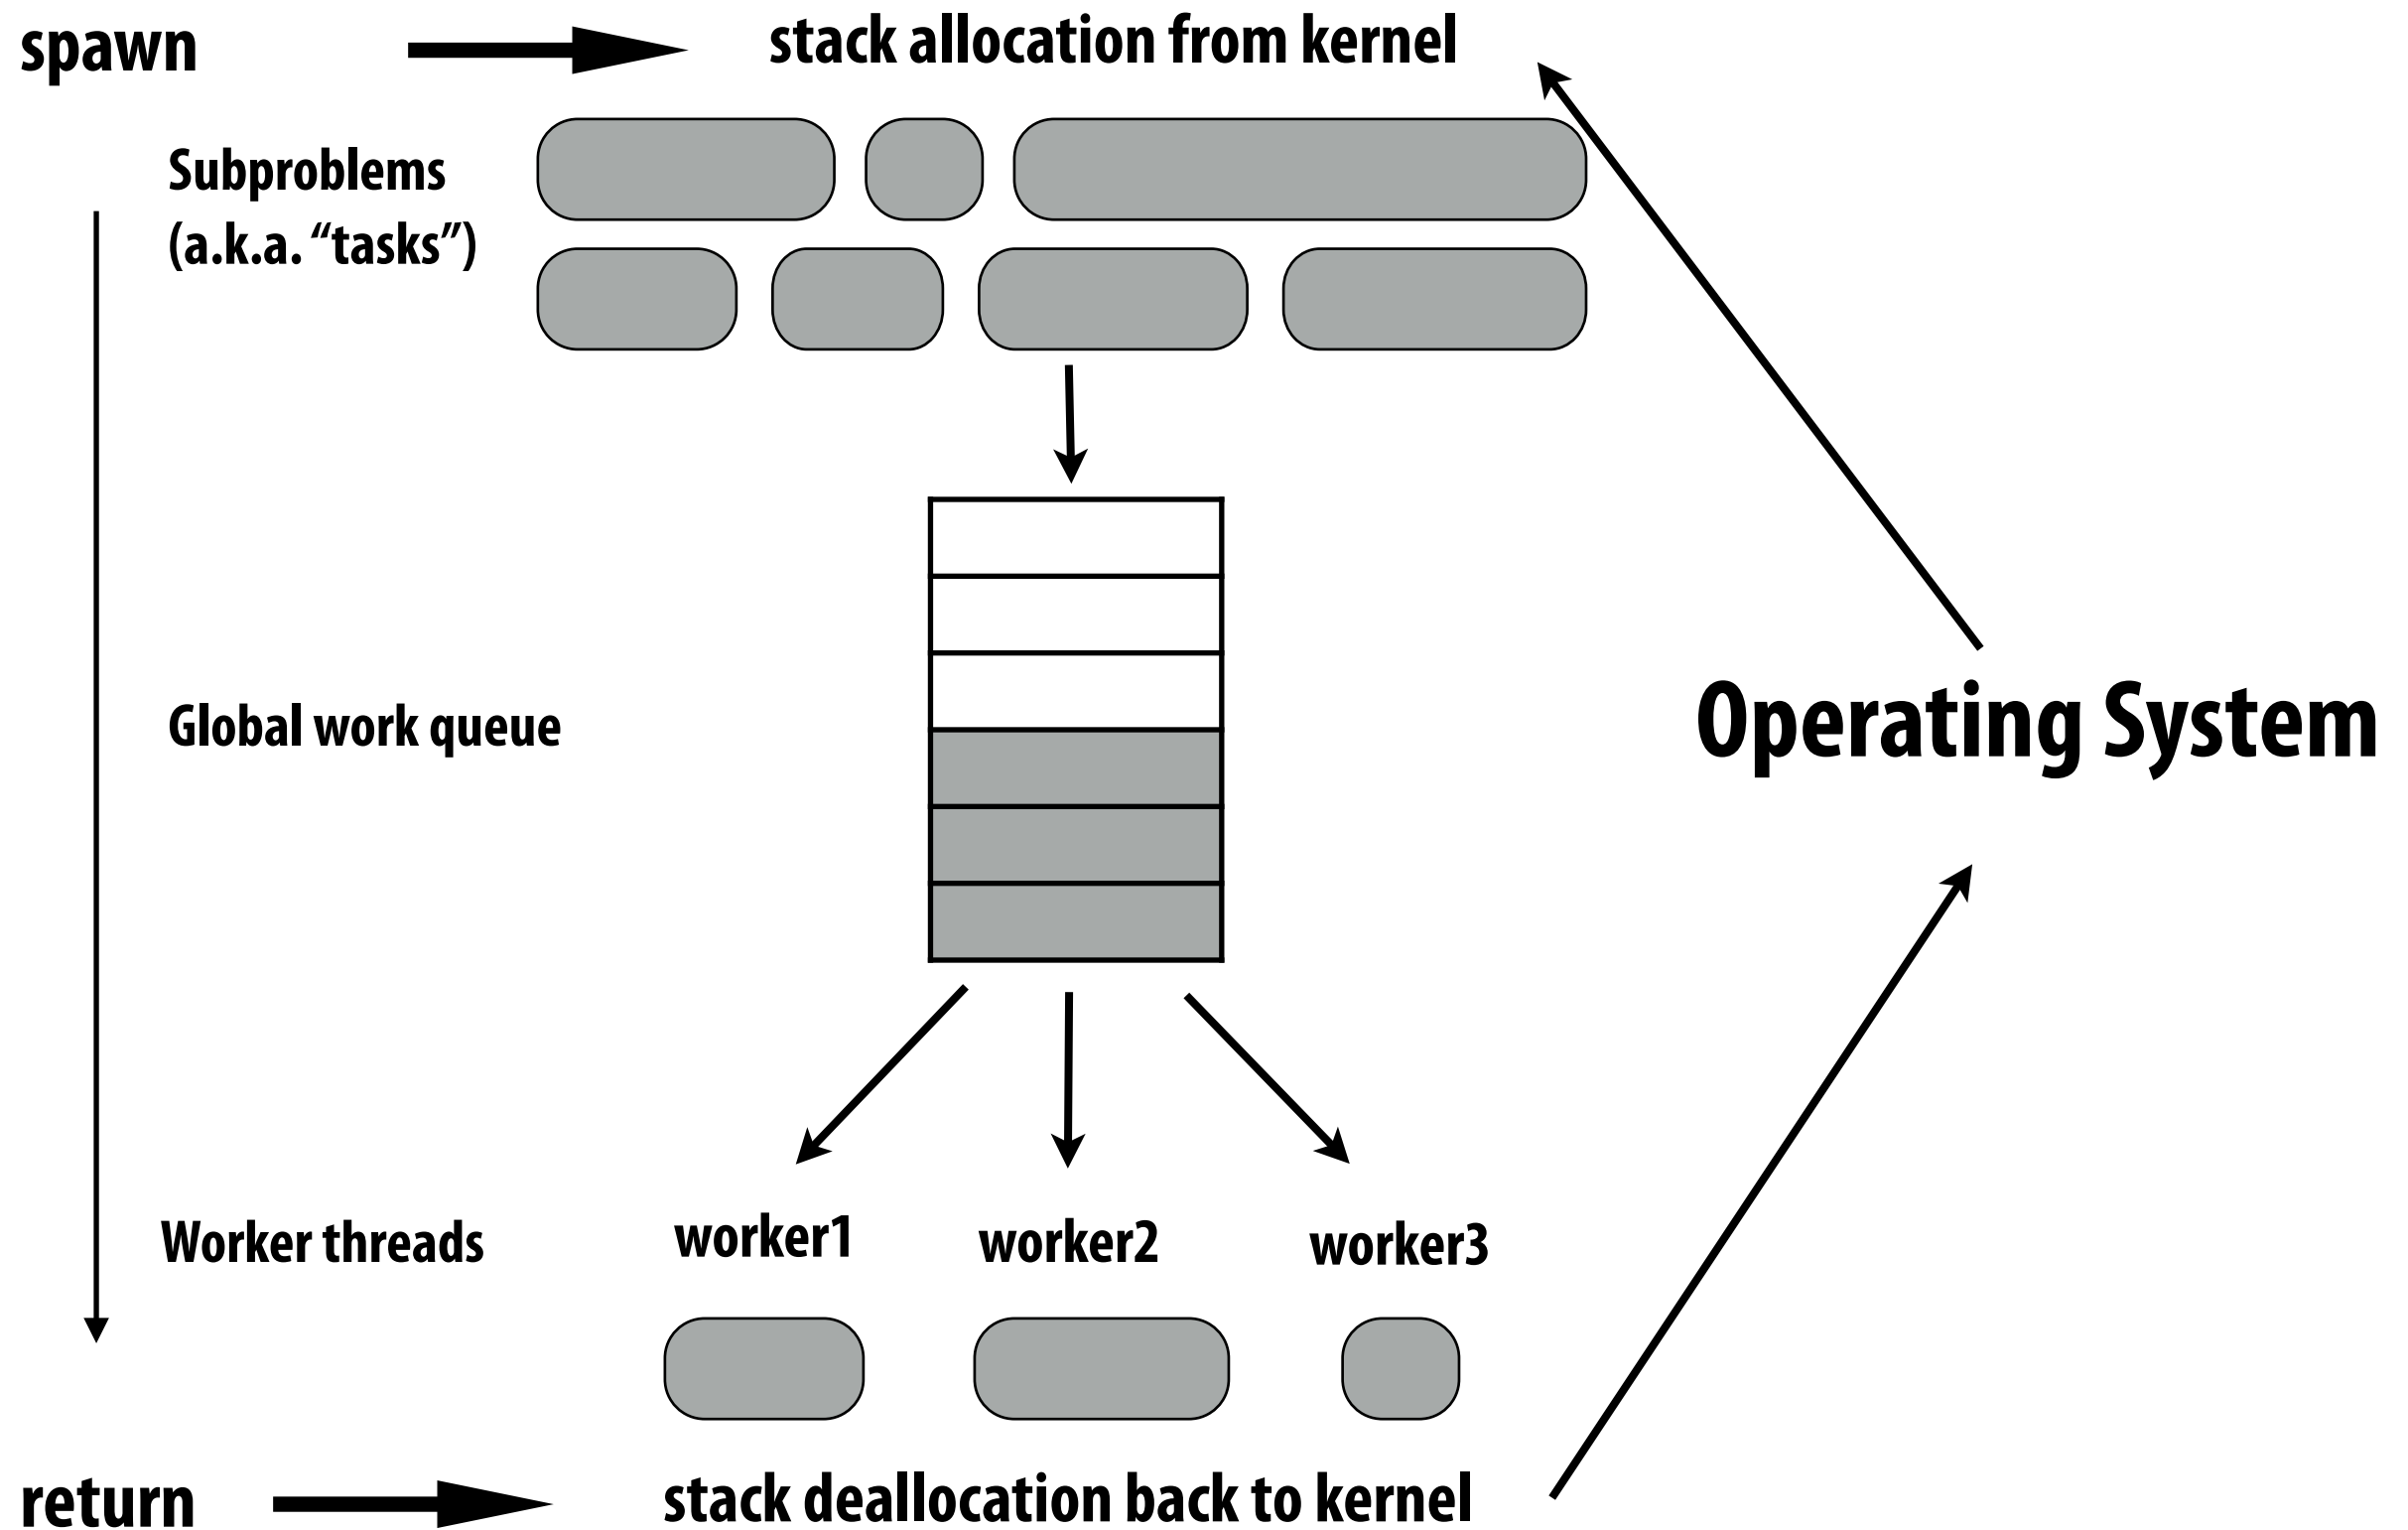 spawn
stack allocation from kernel
Subproblems
(a.k.a. “tasks”)
Global work queue
Operating System
Worker threads
worker1
worker2
worker3
return
stack deallocation back to kernel